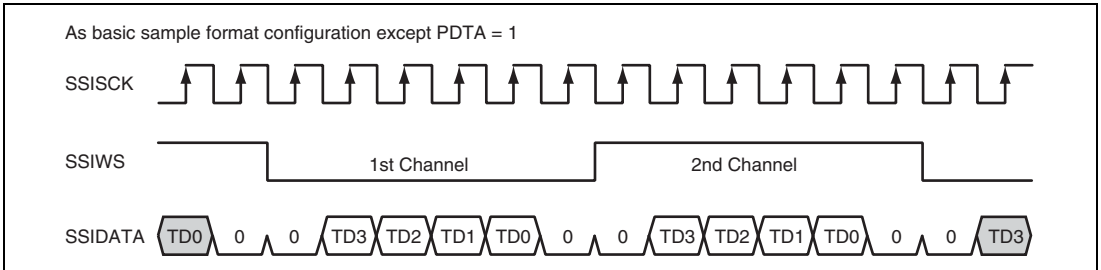 As basic sample format configuration except PDTA = 1
SSISCK
SSIWS 1st Channel 2nd Channel
SSIDATA TD0 0 0 TD3 TD2 TD1 TD0 0 0 TD3 TD2 TD1 TD0 0 0 TD3